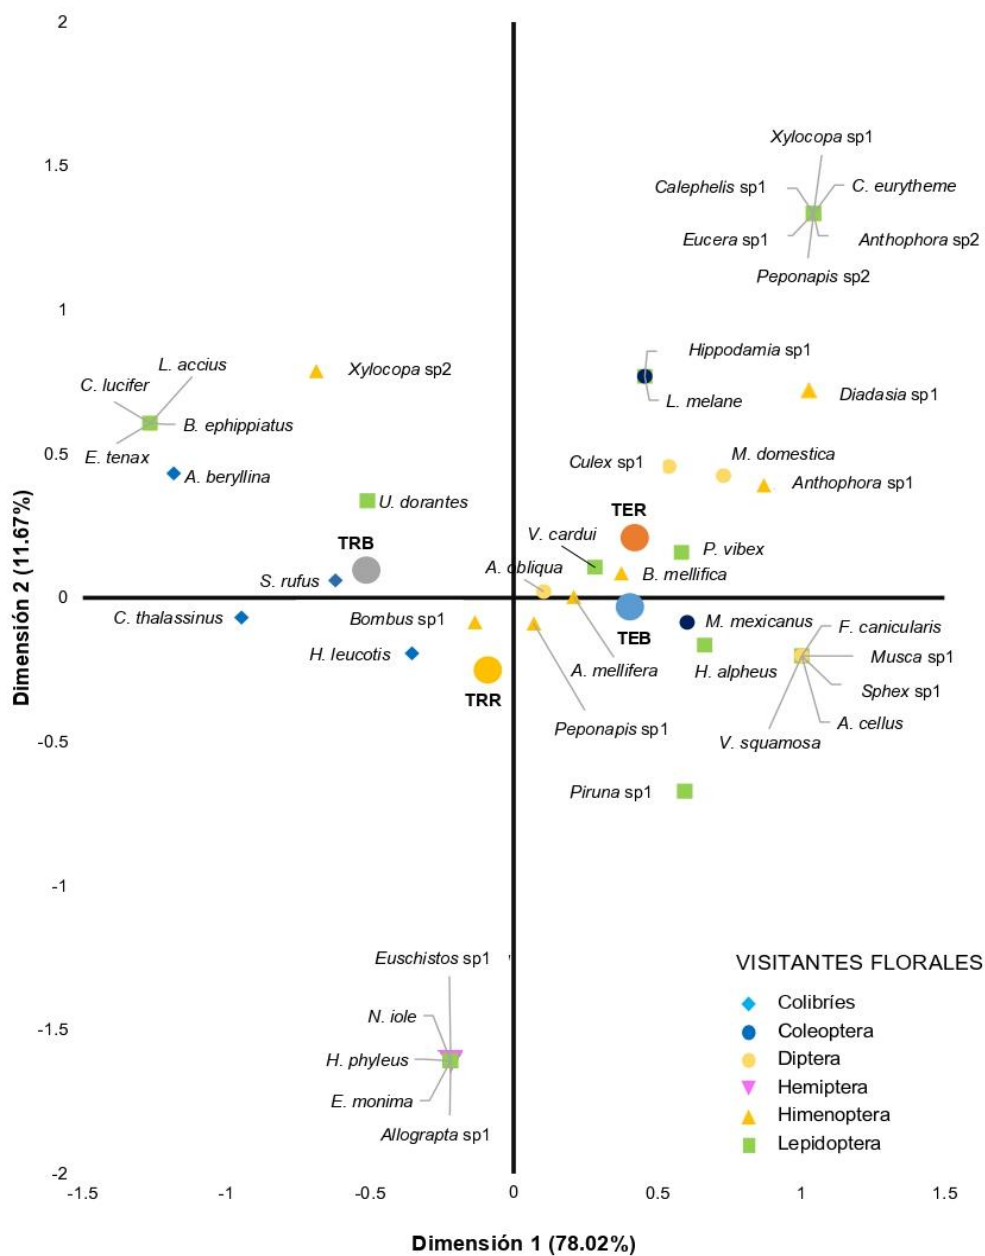 2
Xylocopa sp1
1.5
Calephelis sp1
C. eurytheme
Eucera sp1
Anthophora sp2
Peponapis sp2
1
Hippodamia sp1
L. accius
Xylocopa sp2
C. lucifer
Diadasia sp1
L. melane
B. ephippiatus
0.5
E. tenax
M. domestica
Culex sp1
A. beryllina
Anthophora sp1
U. dorantes
TER
V. cardui
TRB
P. vibex
A. obliqua
B. mellifica
S. rufus
0
C. thalassinus
Bombus sp1
M. mexicanus
F. canicularis
TEB
H. leucotis
Musca sp1
A. mellifera
H. alpheus
Sphex sp1
TRR
A. cellus
Peponapis sp1
V. squamosa
-0.5
Piruna sp1
-1
Euschistos sp1
N. iole
-1.5
H. phyleus
E. monima
Allograpta sp1
-2
VISITANTES FLORALES
Colibríes
Coleoptera
Diptera
Hemiptera
Himenoptera
Lepidoptera
-1.5 -1 -0.5 0 0.5 1 1.5
Dimensión 1 (78.02%)
Dimensión 2 (11.67%)